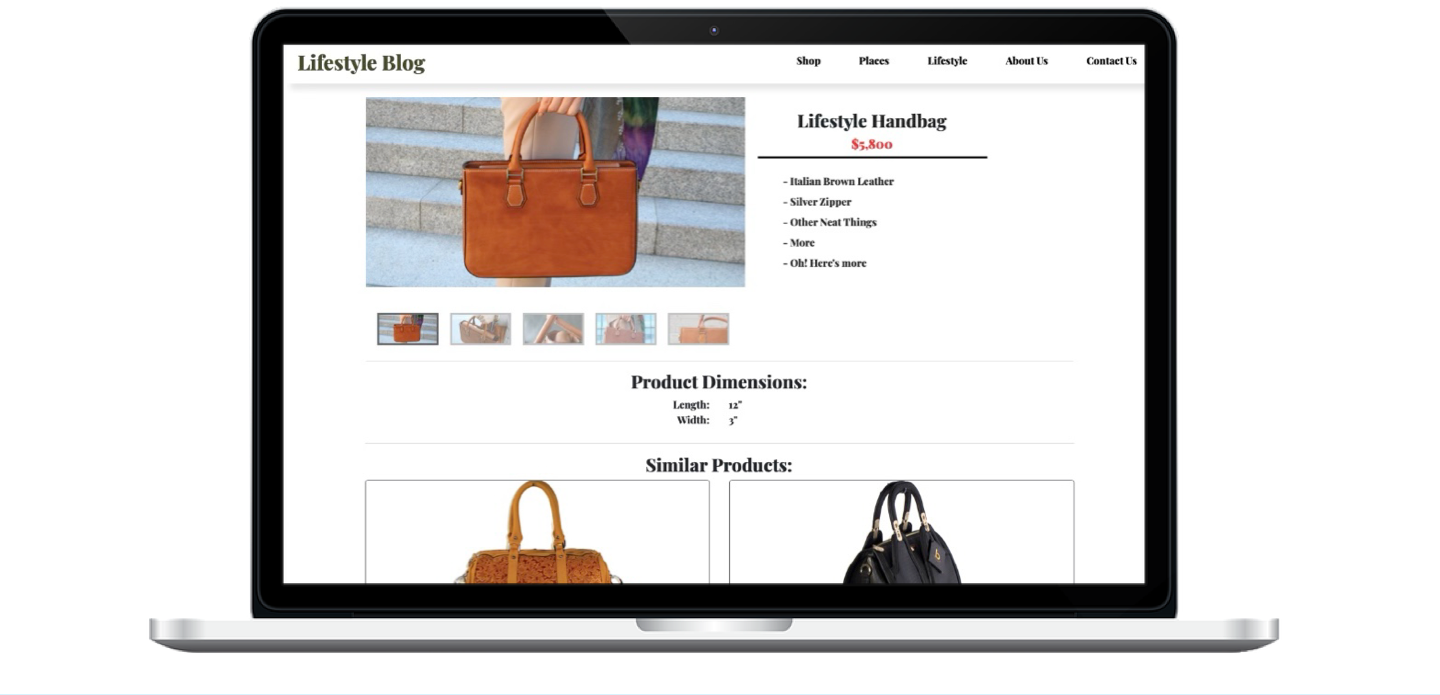 Lifestyle Blog
Shop Places Lifestyle About Us Contact Us
Lifestyle Handbag
$5,800
- Italian Brown Leather
- Silver Zipper
- Other Neat Things
- More
- Oh! Here's more
Product Dimensions:
Length: 12"
Width: 3"
Similar Products: